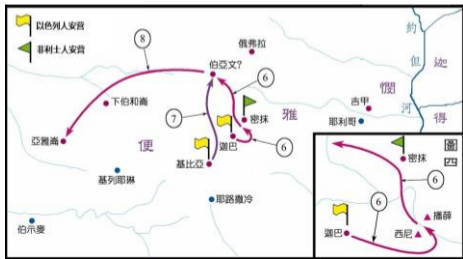 以色列人安營
非利士人安營
約
但
河
迦
得
俄弗拉
伯亞文?
8
6
7
6
下伯和崙
密抹
憫
雅
吉甲
耶利哥
亞雅崙
便
迦巴
基比亞
基列耶琳
耶路撒冷
伯示麥
圖
四
密抹
6
播薛
迦巴
6
西尼